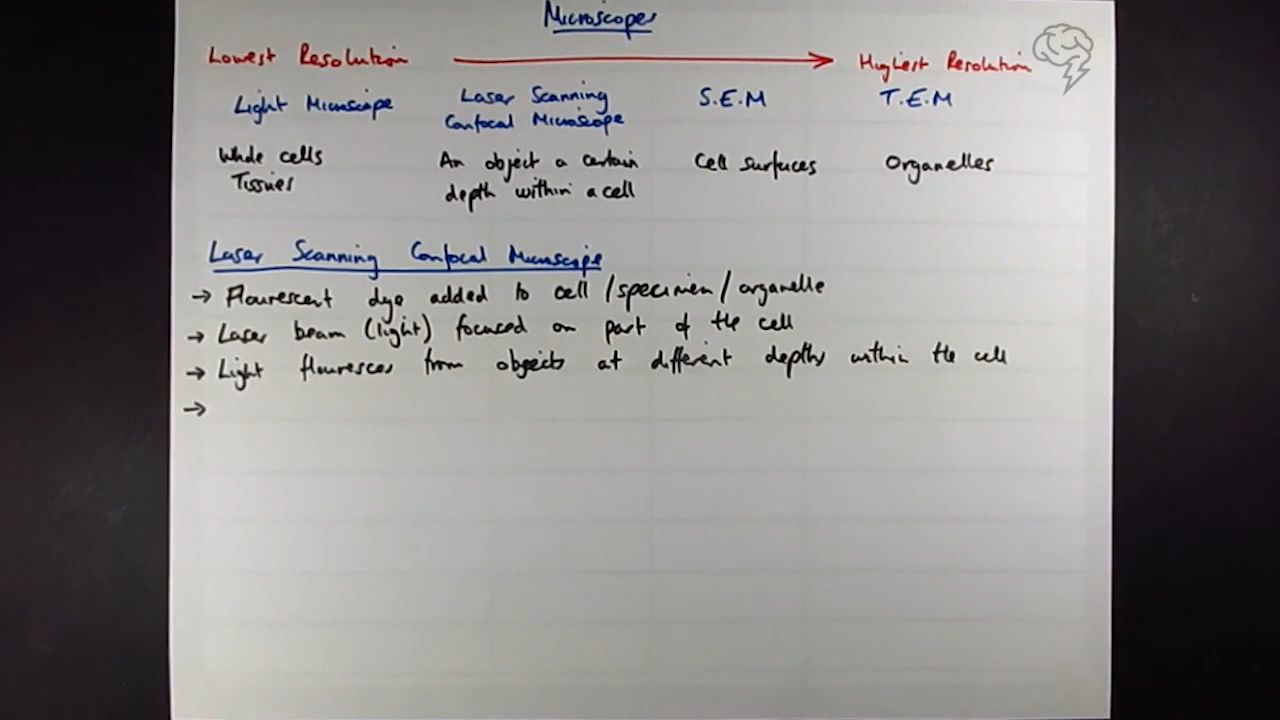 Microscopes
Lowest Resolution → Highest Resolution
Light Microscope
Laser Scanning
Confocal Microscope
S.E.M
T.E.M
Whole cells
Tissues
An object a certain
depth within a cell
Cell surfaces
Organelles
Laser Scanning Confocal Microscope
→ Flourescent dye added to cell/specimen/organelle
→ Laser beam (light) focused on part of the cell
→ Light flouresces from objects at different depths within the cell
→